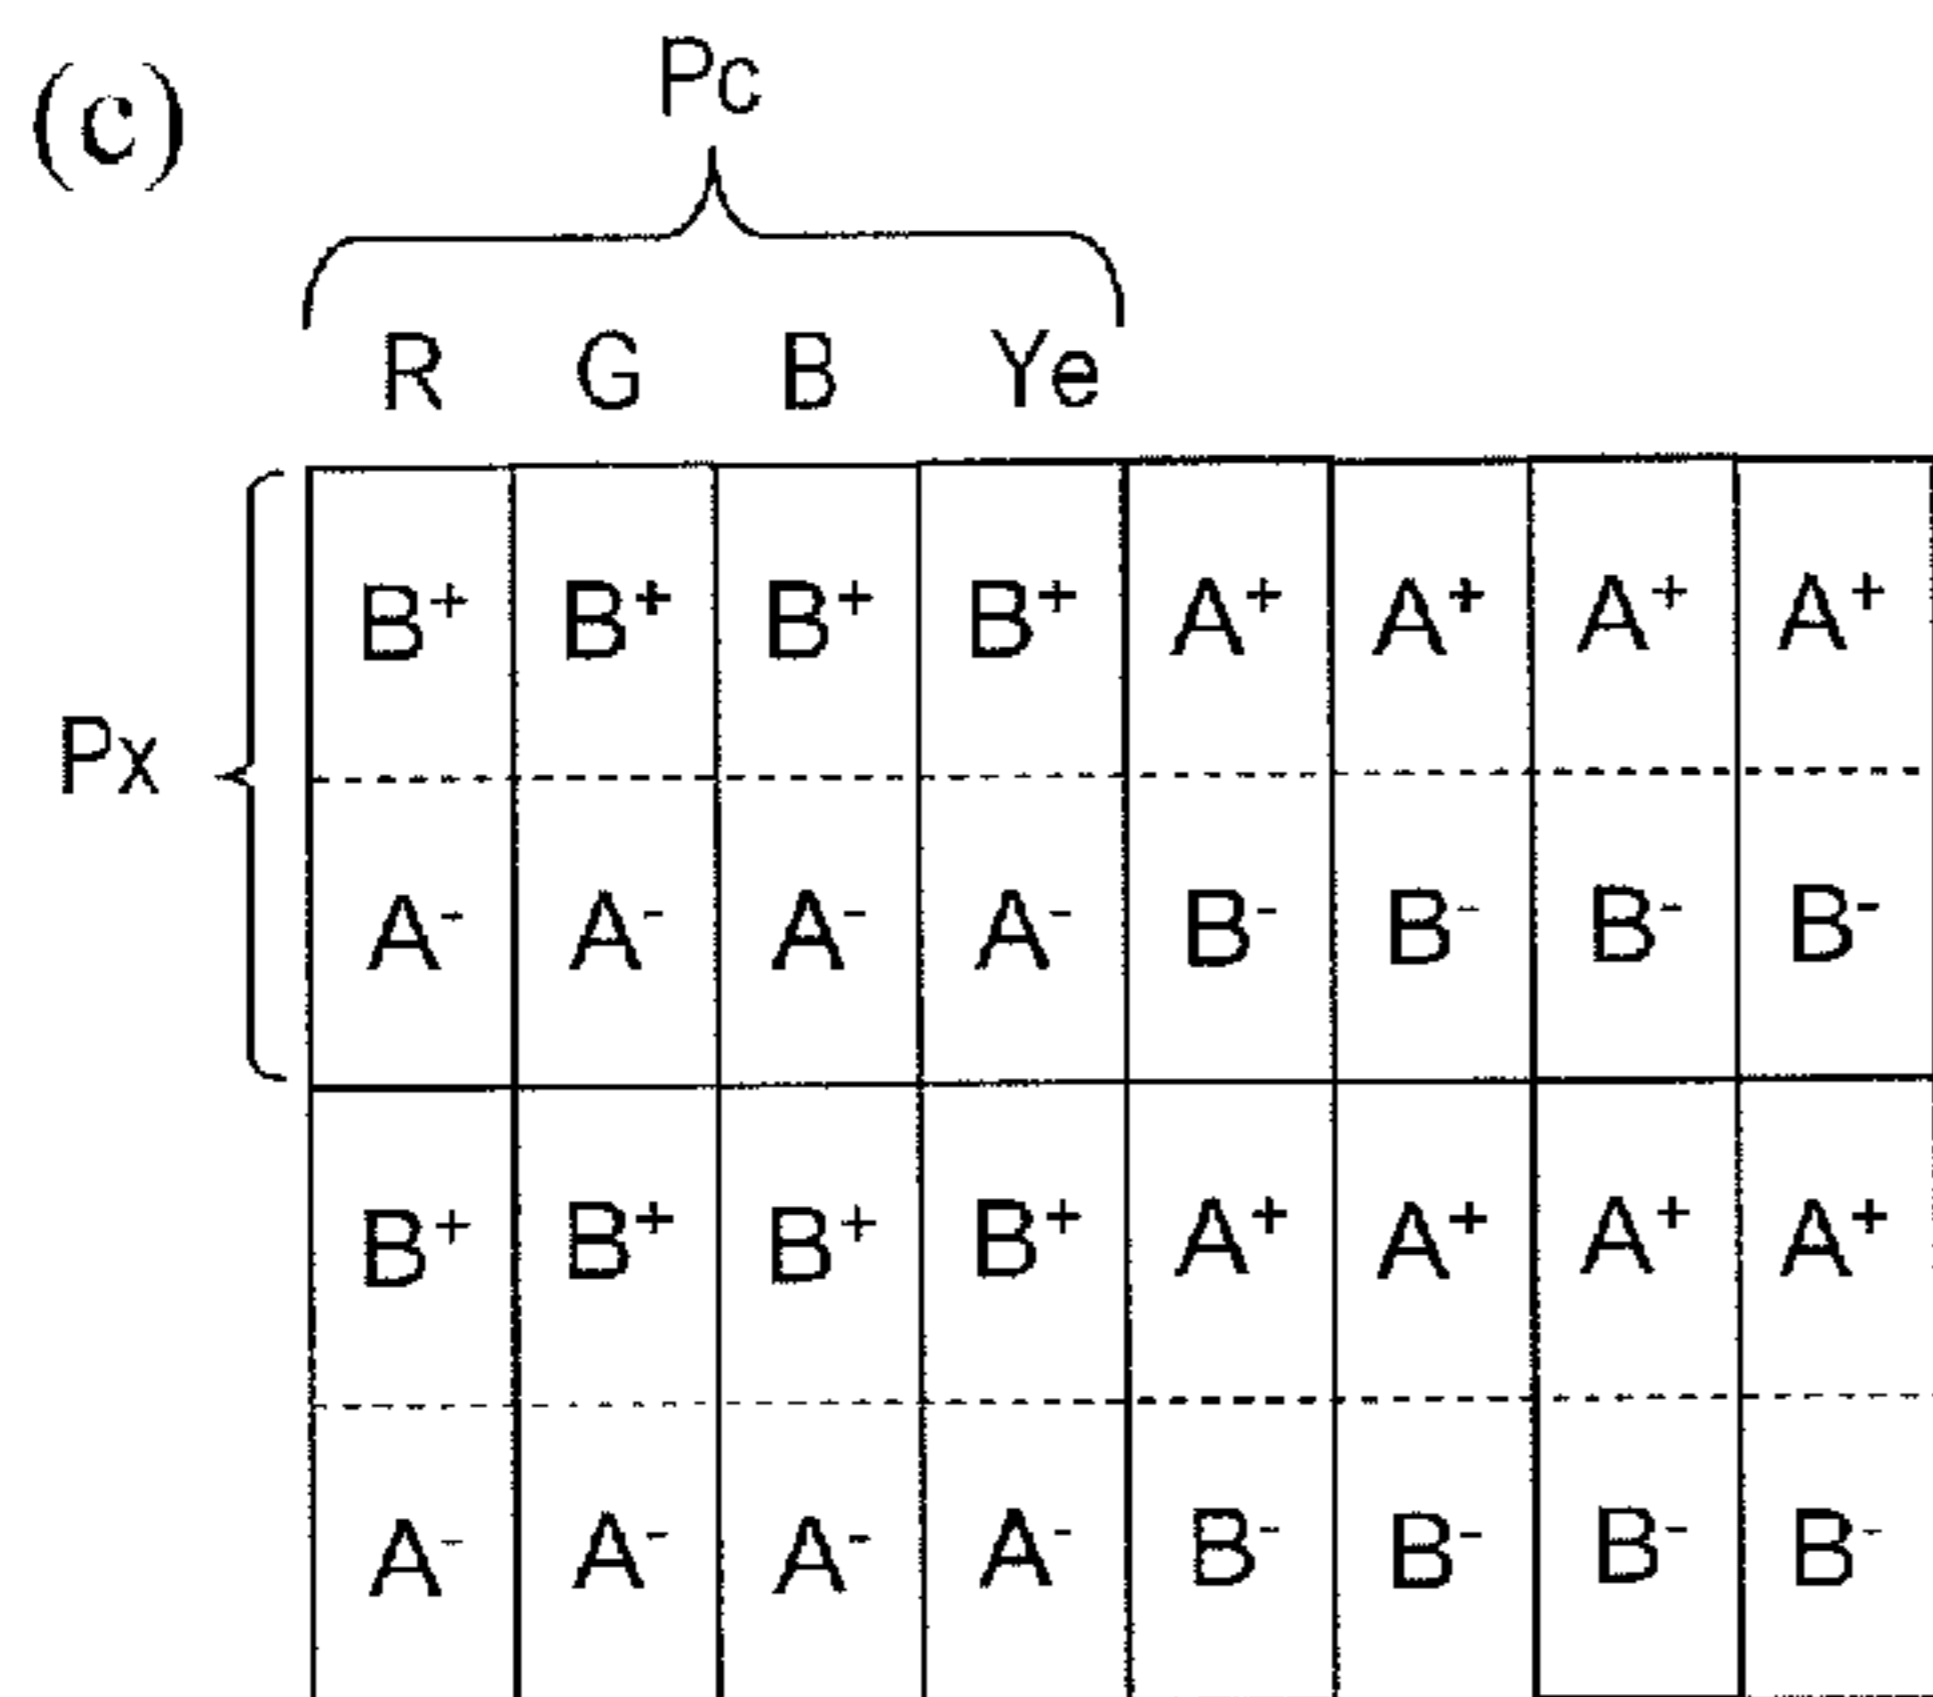 (c)
Pc
R G B Ye
B⁺ B⁺ B⁺ B⁺ A⁺ A⁺ A⁺ A⁺
Px
A⁻ A⁻ A⁻ A⁻ B⁻ B⁻ B⁻ B⁻
B⁺ B⁺ B⁺ B⁺ A⁺ A⁺ A⁺ A⁺
A⁻ A⁻ A⁻ A⁻ B⁻ B⁻ B⁻ B⁻